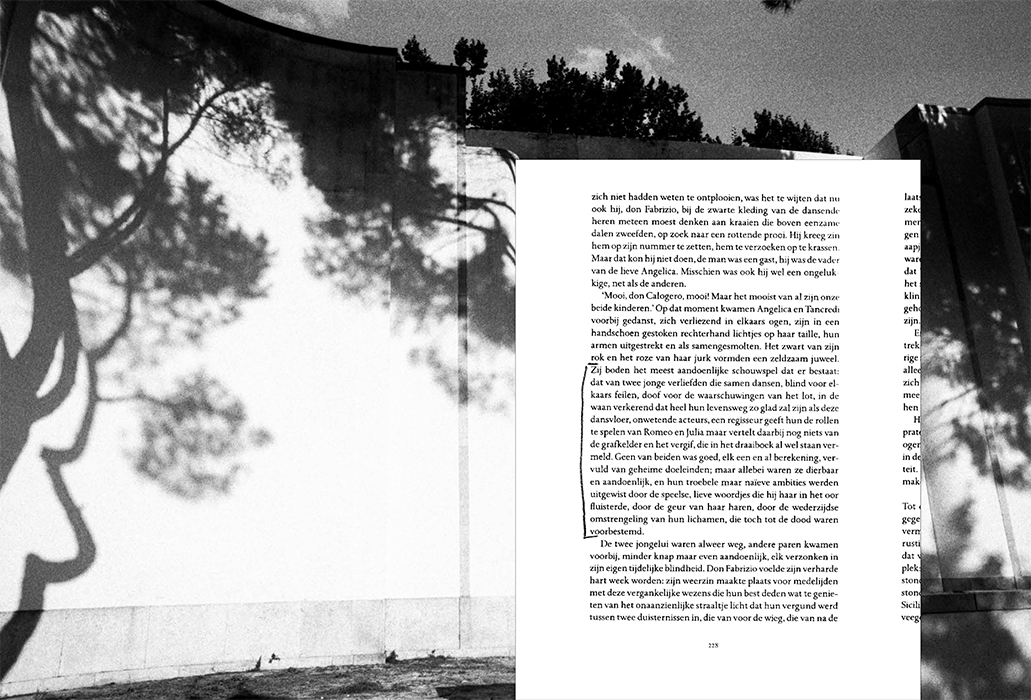 zich niet hadden weten te ontplooien, was het te wijten dat nu
ook hij, don Fabrizio, bij de zwarte kleding van de dansende
heren meteen moest denken aan kraaien die boven eenzame
dalen zweefden, op zoek naar een rottende prooi. Hij kreeg zin
hem op zijn nummer te zetten, hem te verzoeken op te krassen.
Maar dat kon hij niet doen, de man was een gast, hij was de vader
van de lieve Angelica. Misschien was ook hij wel een ongeluk-
kige, net als de anderen.
'Mooi, don Calogero, mooi! Maar het mooist van al zijn onze
beide kinderen.' Op dat moment kwamen Angelica en Tancredi
voorbij gedanst, zich verliezend in elkaars ogen, zijn in een
handschoen gestoken rechterhand lichtjes op haar taille, hun
armen uitgestrekt en als samengesmolten. Het zwart van zijn
rok en het roze van haar jurk vormden een zeldzaam juweel.
Zij boden het meest aandoenlijke schouwspel dat er bestaat:
dat van twee jonge verliefden die samen dansen, blind voor el-
kaars feilen, doof voor de waarschuwingen van het lot, in de
waan verkerend dat heel hun levensweg zo glad zal zijn als deze
dansvloer, onwetende acteurs, een regisseur geeft hun de rollen
te spelen van Romeo en Julia maar vertelt daarbij nog niets van
de grafkelder en het vergif, die in het draaiboek al wel staan ver-
meld. Geen van beiden was goed, elk een en al berekening, ver-
vuld van geheime doeleinden; maar allebei waren ze dierbaar
en aandoenlijk, en hun troebele maar naïeve ambities werden
uitgewist door de speelse, lieve woordjes die hij haar in het oor
fluisterde, door de geur van haar haren, door de wederzijdse
omstrengeling van hun lichamen, die toch tot de dood waren
voorbestemd.
De twee jongelui waren alweer weg, andere paren kwamen
voorbij, minder knap maar even aandoenlijk, elk verzonken in
zijn eigen tijdelijke blindheid. Don Fabrizio voelde zijn verharde
hart week worden: zijn weerzin maakte plaats voor medelijden
met deze vergankelijke wezens die hun best deden wat te genie-
ten van het onaanzienlijke straaltje licht dat hun vergund werd
tussen twee duisternissen in, die van voor de wieg, die van na de
228